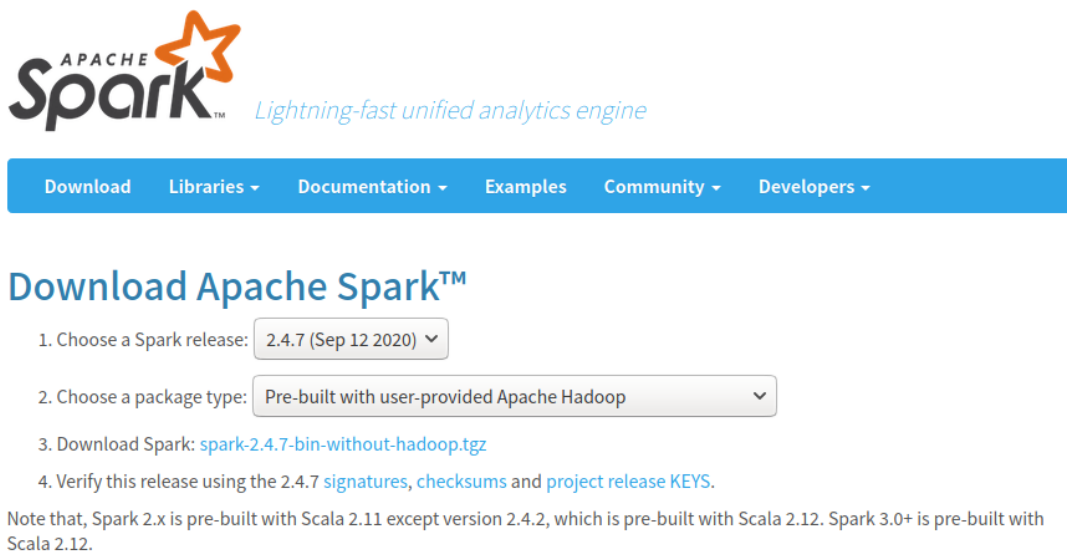 APACHE
Spark™
Lightning-fast unified analytics engine
Download Libraries Documentation Examples Community Developers
Download Apache Spark™
1. Choose a Spark release: 2.4.7 (Sep 12 2020)
2. Choose a package type: Pre-built with user-provided Apache Hadoop
3. Download Spark: spark-2.4.7-bin-without-hadoop.tgz
4. Verify this release using the 2.4.7 signatures, checksums and project release KEYS.
Note that, Spark 2.x is pre-built with Scala 2.11 except version 2.4.2, which is pre-built with Scala 2.12. Spark 3.0+ is pre-built with
Scala 2.12.